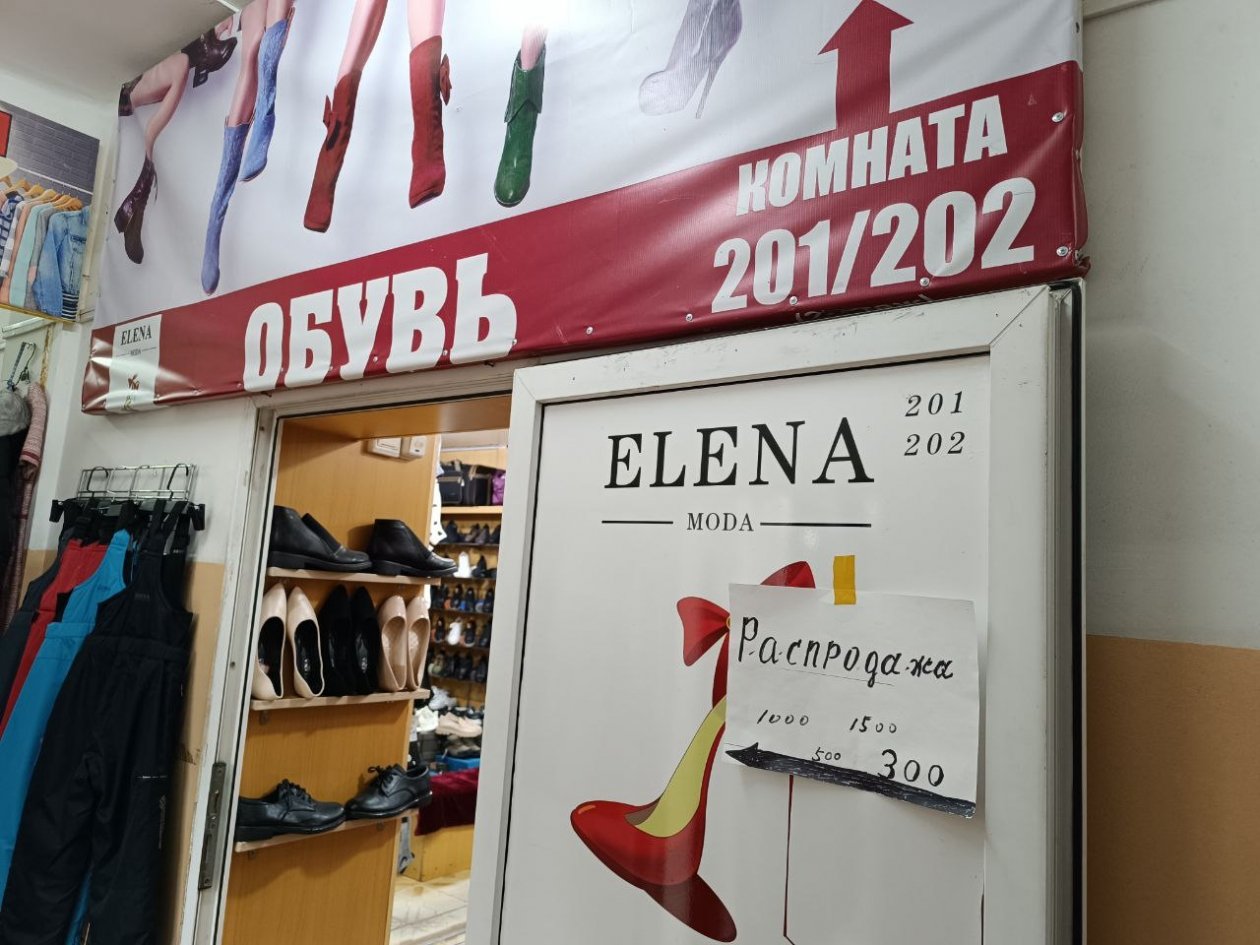 КОМНАТА
201/202
ОБУВЬ
ELENA
MODA
ELENA
MODA
201
202
Распродажа
1000 1500
500 300